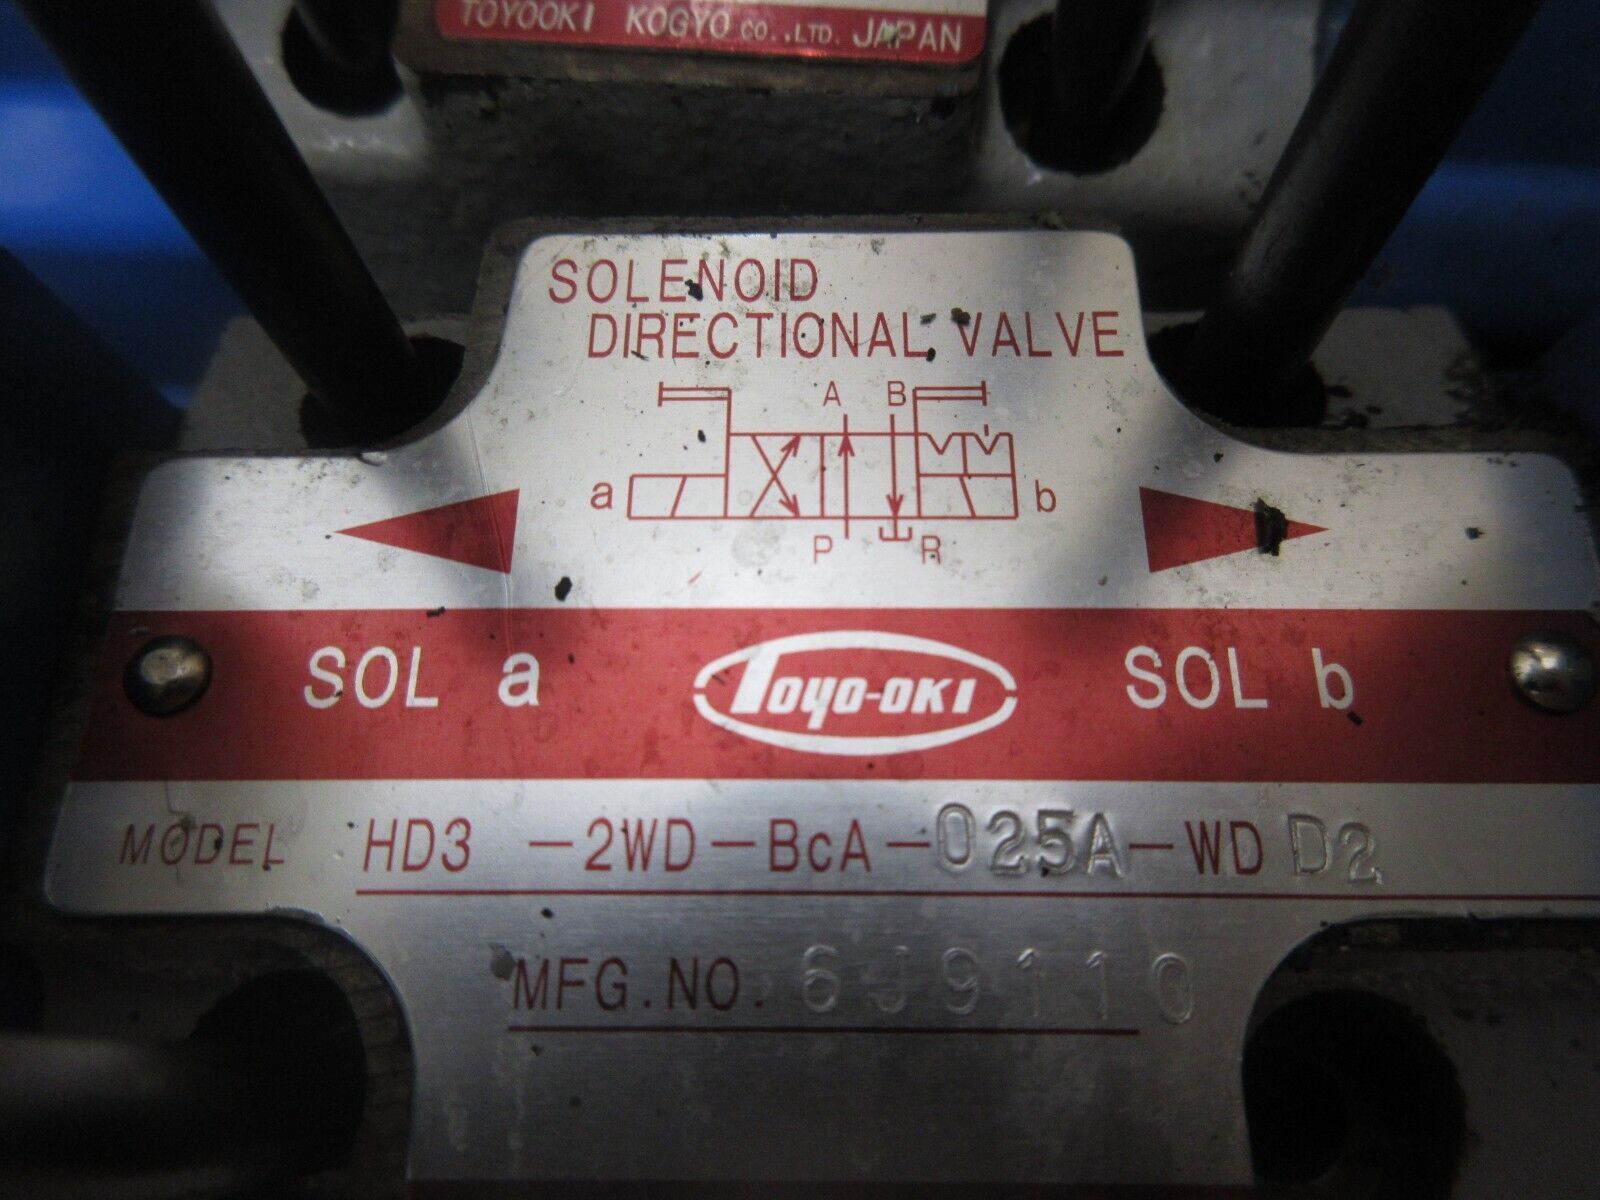 TOYOOKI KOGYO CO.,LTD. JAPAN
SOLENOID
DIRECTIONAL VALVE
A B
a b
P R
SOL a TOYO-OKI SOL b
MODEL HD3 -2WD-BcA-025A-WD D2
MFG.NO. 6J9110